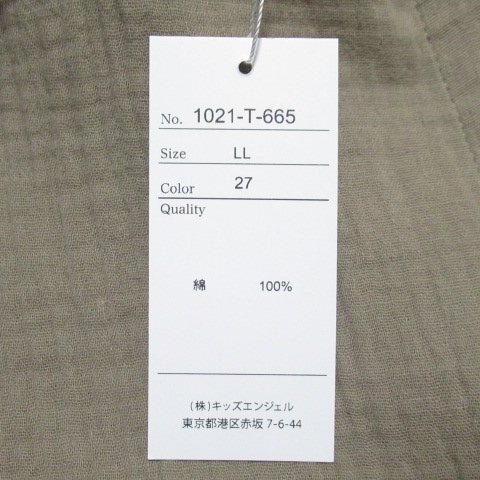 No. 1021-T-665
Size LL
Color 27
Quality
綿 100%
(株)キッズエンジェル
東京都港区赤坂 7-6-44